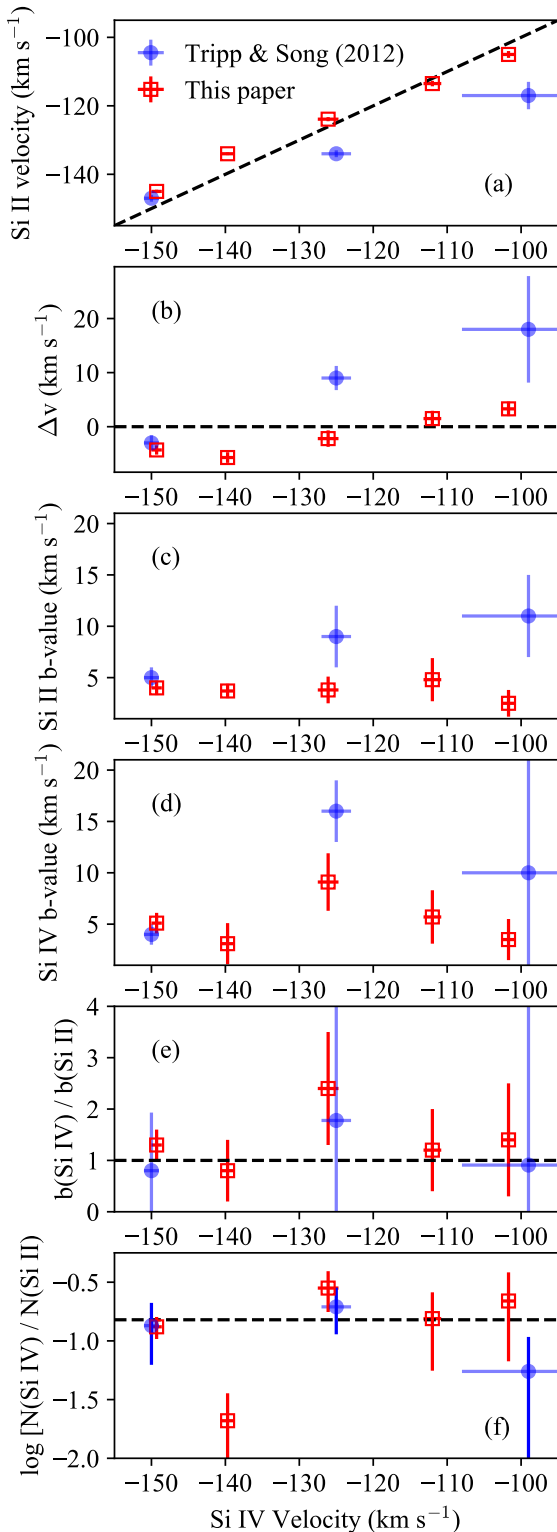 Si II velocity (km s⁻¹)
−100
−120
−140
Tripp & Song (2012)
This paper
(a)
−150 −140 −130 −120 −110 −100
Δv (km s⁻¹)
20
10
0
(b)
−150 −140 −130 −120 −110 −100
Si II b-value (km s⁻¹)
20
15
10
5
(c)
−150 −140 −130 −120 −110 −100
Si IV b-value (km s⁻¹)
20
15
10
5
(d)
−150 −140 −130 −120 −110 −100
b(Si IV) / b(Si II)
4
3
2
1
0
(e)
−150 −140 −130 −120 −110 −100
log [N(Si IV) / N(Si II)
−0.5
−1.0
−1.5
−2.0
(f)
−150 −140 −130 −120 −110 −100
Si IV Velocity (km s⁻¹)